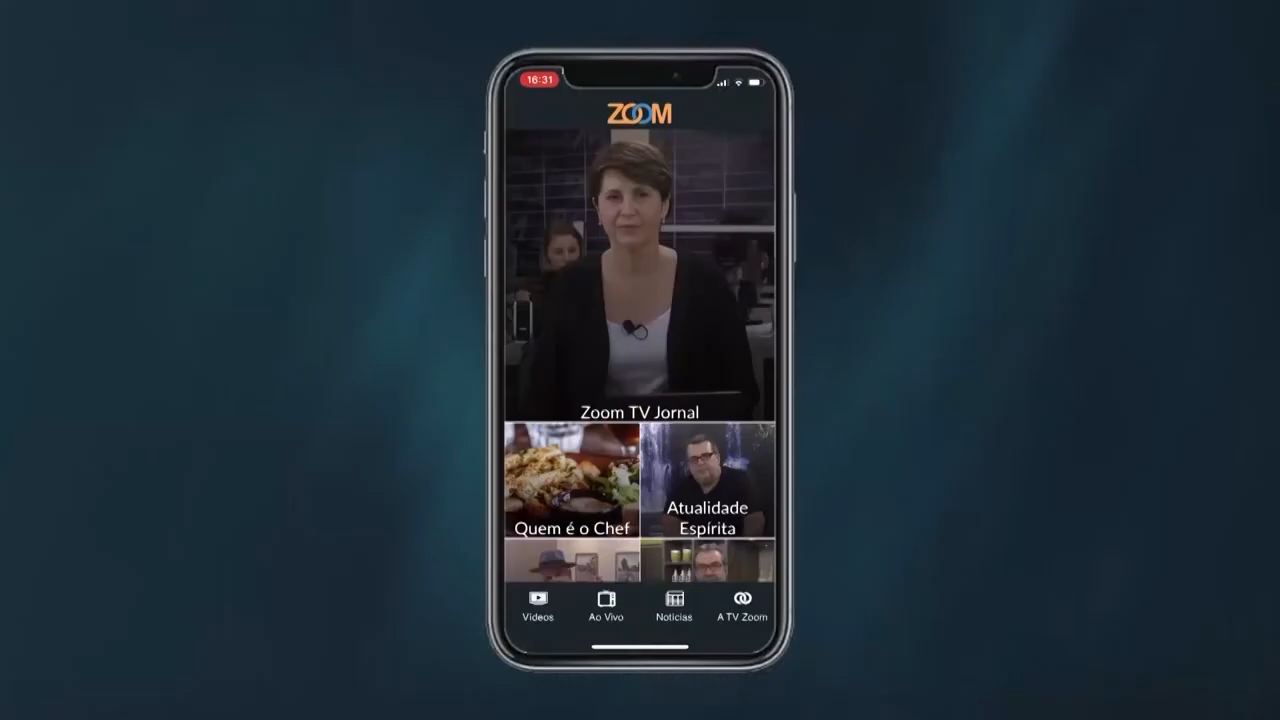 16:31
ZOOM
Zoom TV Jornal
Quem é o Chef
Atualidade
Espírita
Vídeos
Ao Vivo
Notícias
A TV Zoom